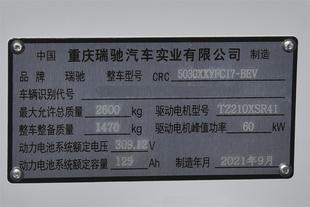 中国 重庆瑞驰汽车实业有限公司 制造
品牌 瑞驰 整车型号 CRC 5030XXYFC17-BEV
车辆识别代号
最大允许总质量 2600 kg 驱动电机型号 TZ210XSR41
整车整备质量 1470 kg 驱动电机峰值功率 60 kW
动力电池系统额定电压 309.12 V
动力电池系统额定容量 129 Ah 制造年月 2021年9月